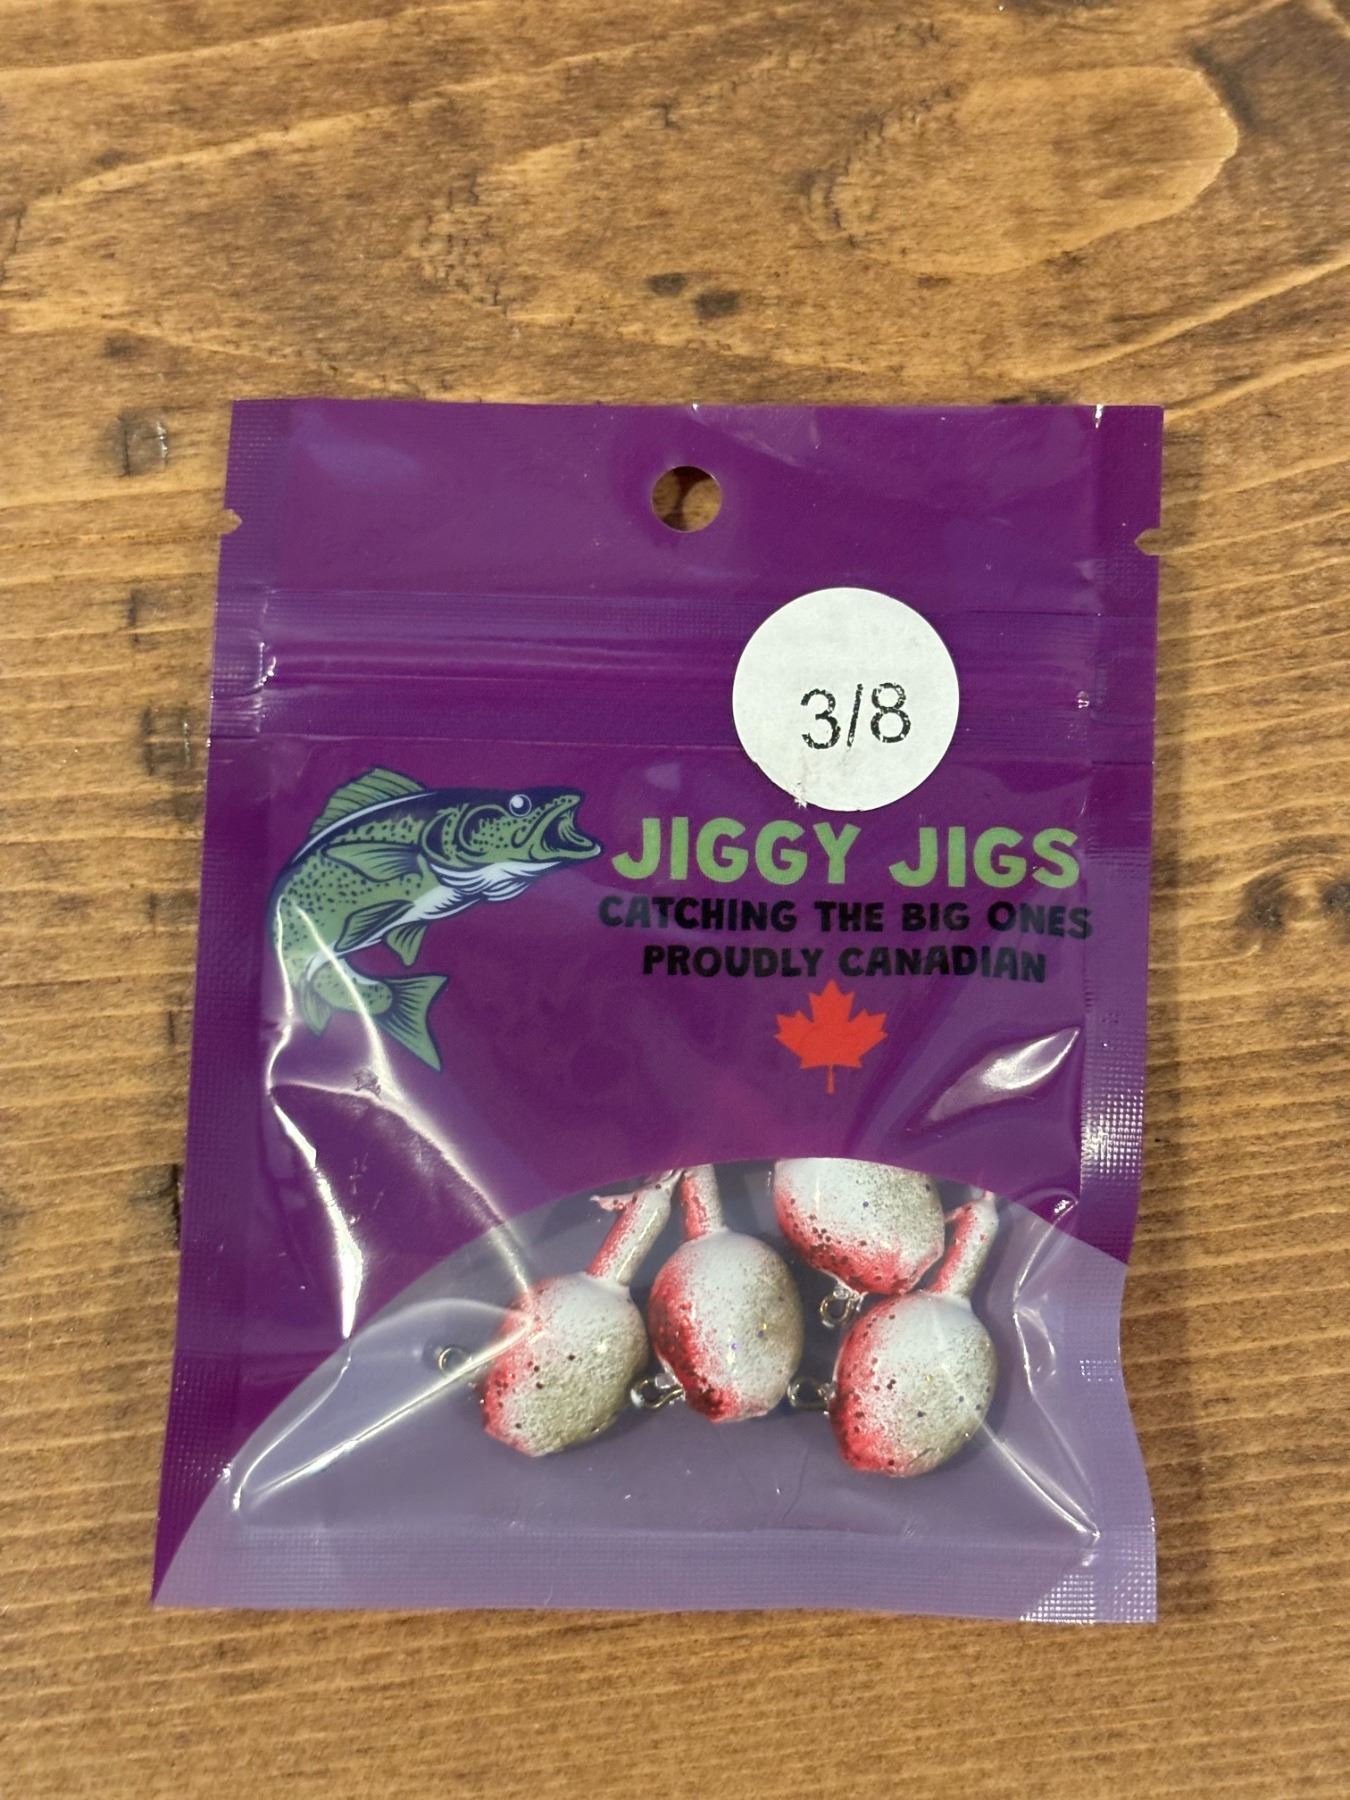 3/8
JIGGY JIGS
CATCHING THE BIG ONES
PROUDLY CANADIAN